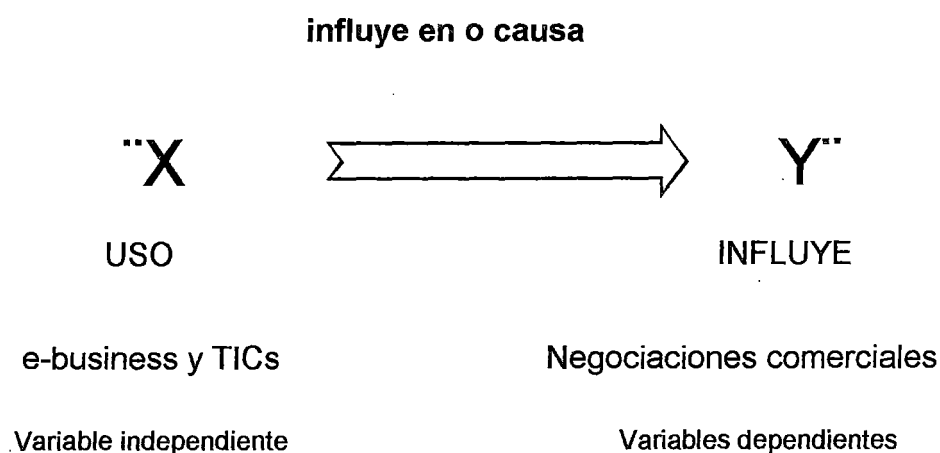 influye en o causa
¨X Y¨
USO INFLUYE
e-business y TICs Negociaciones comerciales
Variable independiente Variables dependientes